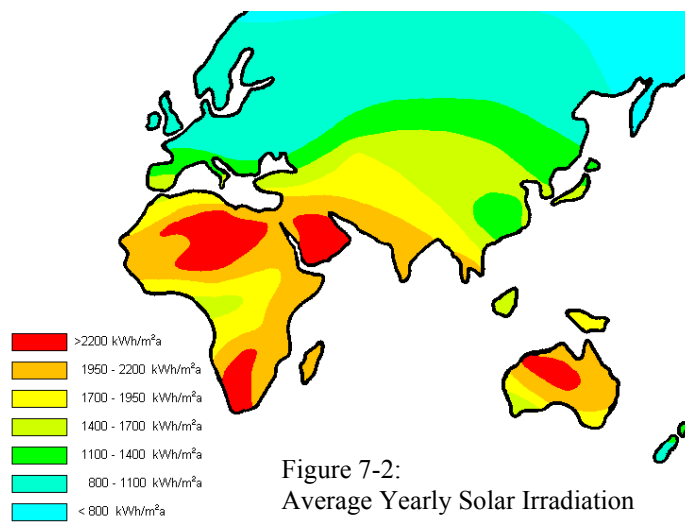 >2200 kWh/m²a
1950 - 2200 kWh/m²a
1700 - 1950 kWh/m²a
1400 - 1700 kWh/m²a
1100 - 1400 kWh/m²a
800 - 1100 kWh/m²a
< 800 kWh/m²a
Figure 7-2:
Average Yearly Solar Irradiation